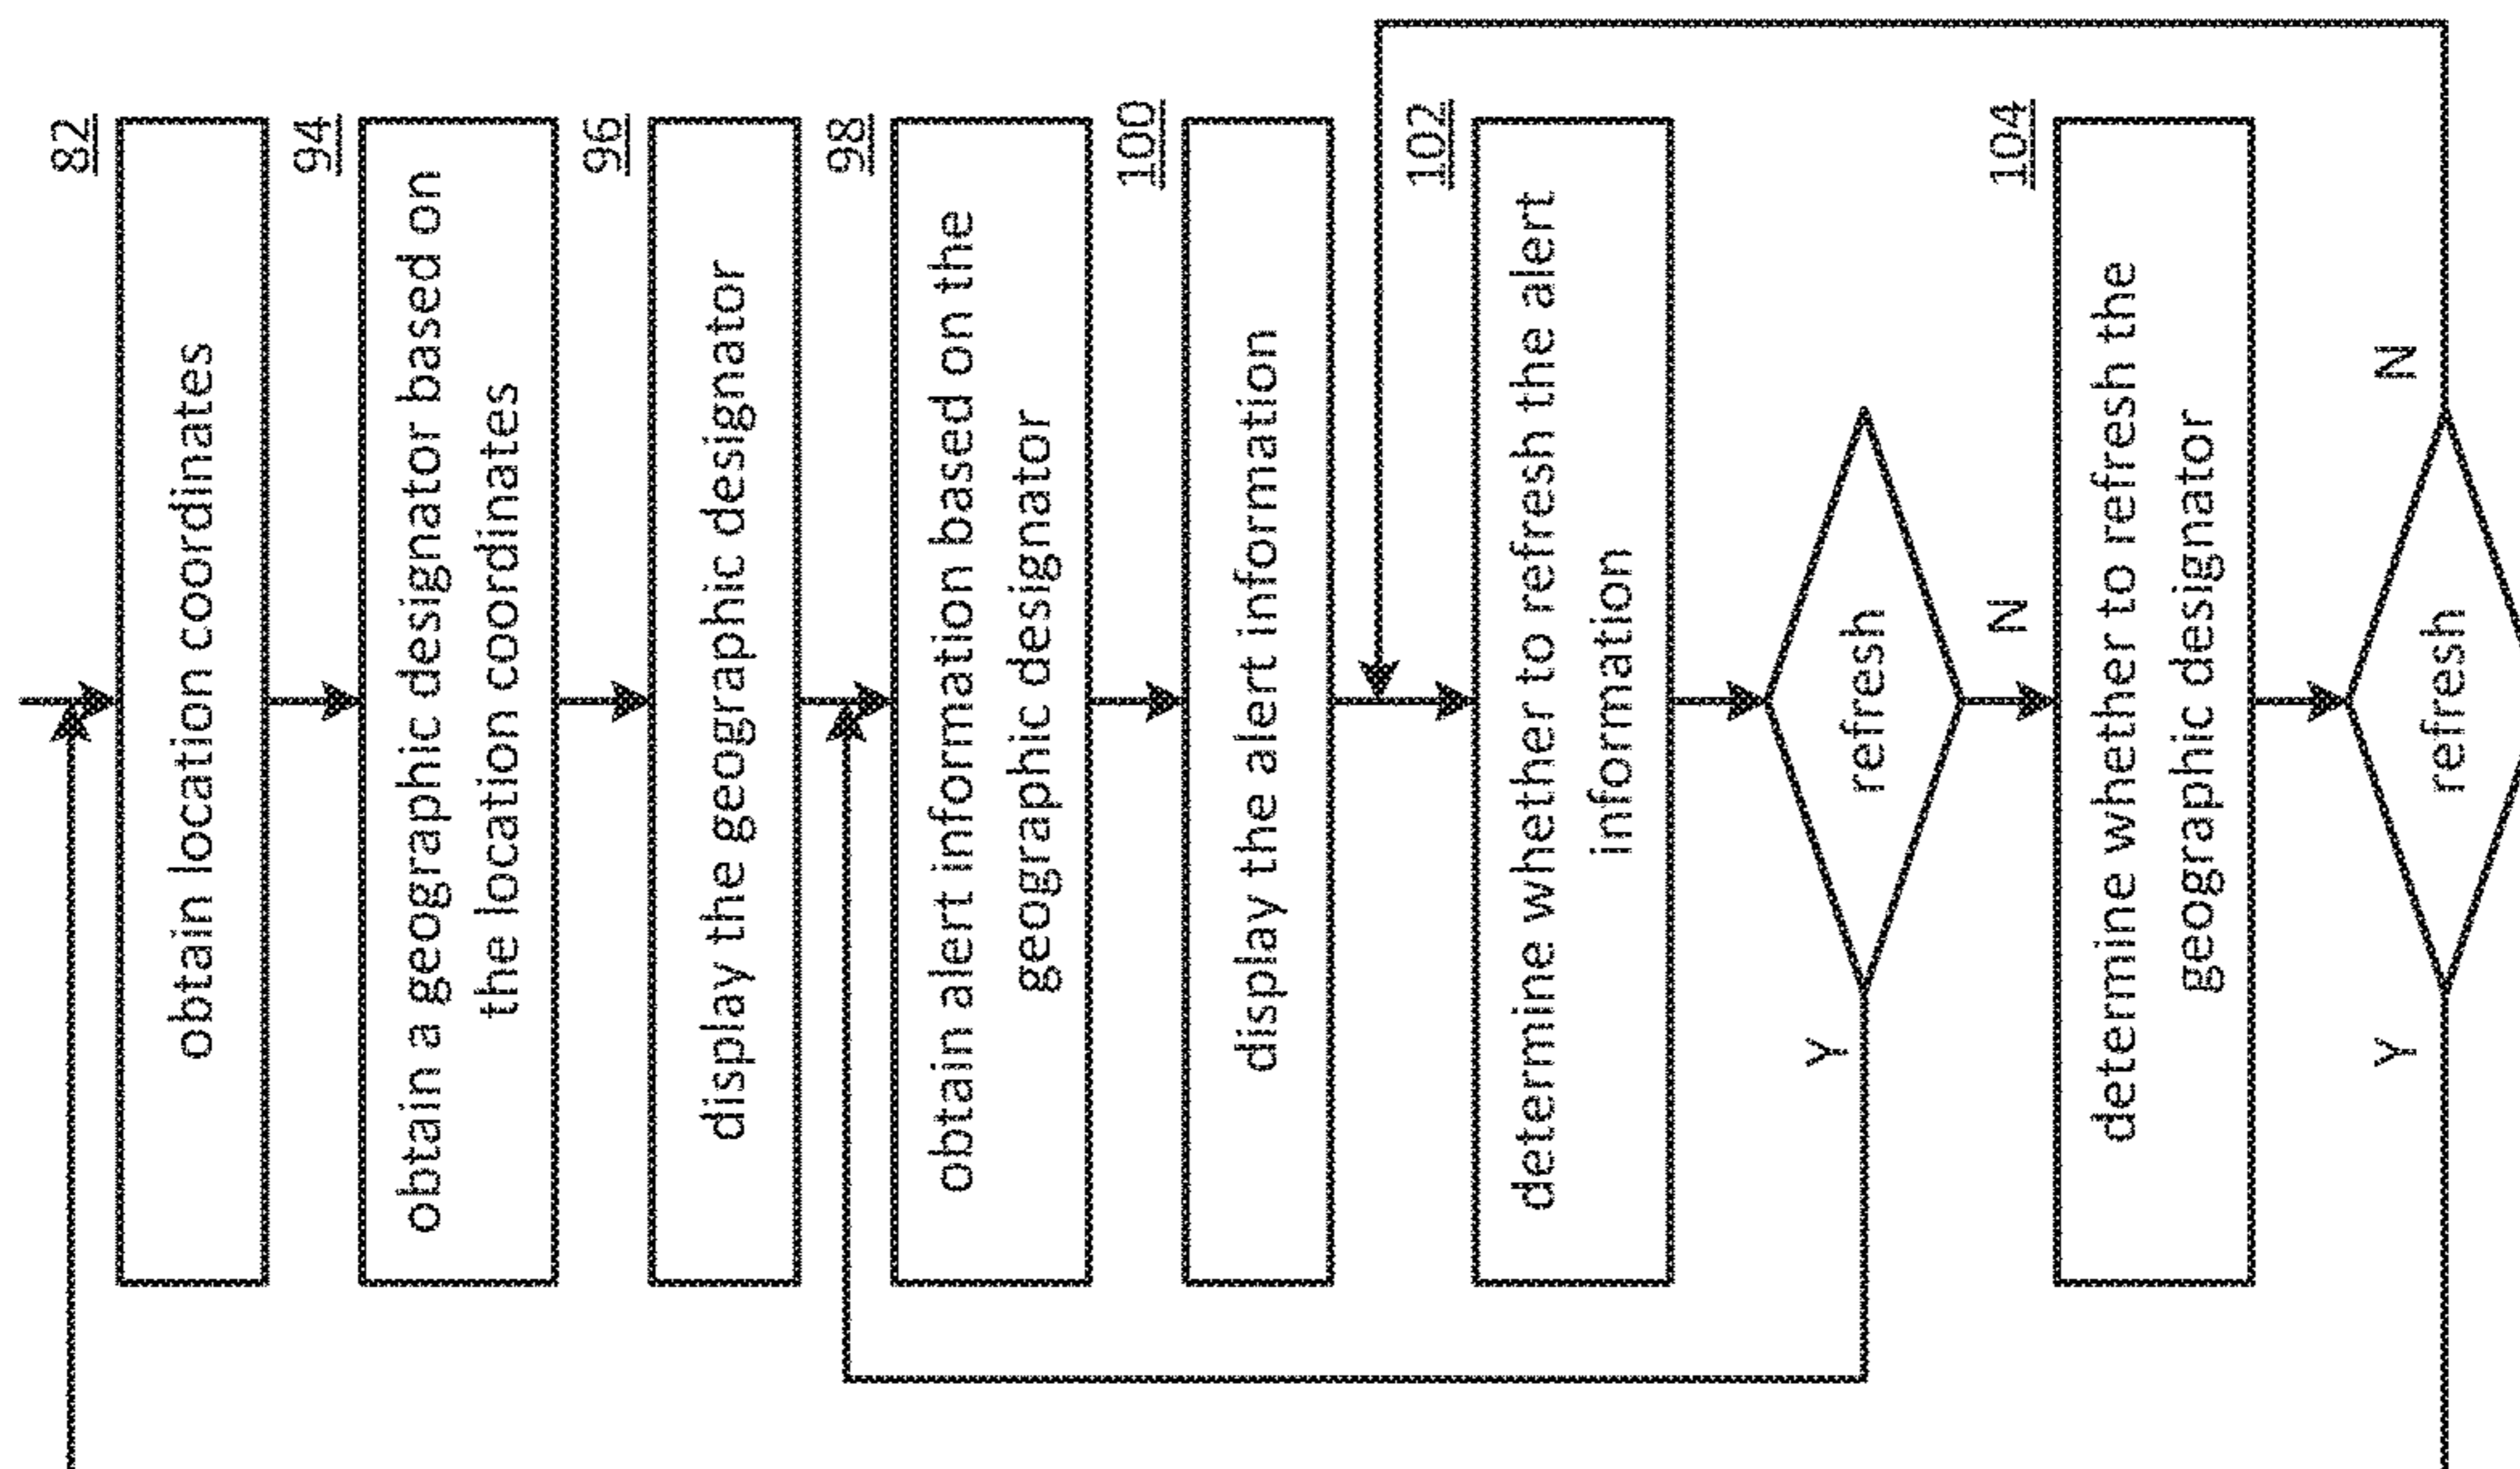 82
obtain location coordinates
94
obtain a geographic designator based on
the location coordinates
96
display the geographic designator
98
obtain alert information based on the
geographic designator
100
display the alert information
102
determine whether to refresh the alert
information
refresh
Y
N
104
determine whether to refresh the
geographic designator
refresh
Y
N